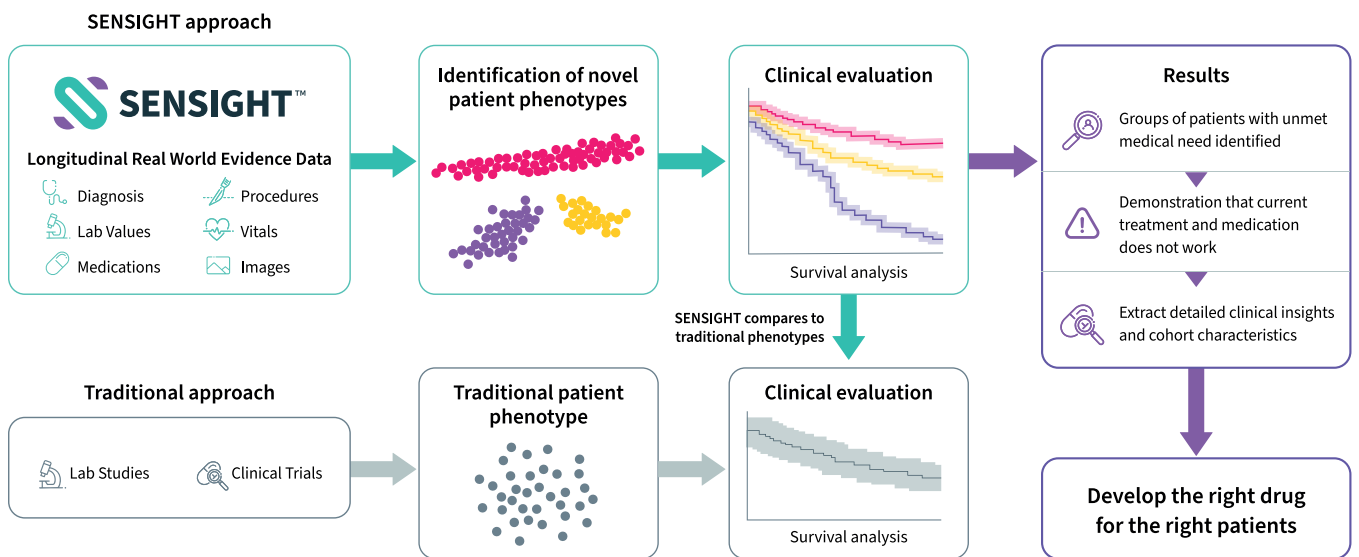 SENSIGHT approach
SENSIGHT™
Longitudinal Real World Evidence Data
Diagnosis
Procedures
Lab Values
Vitals
Medications
Images
Identification of novel
patient phenotypes
Clinical evaluation
Survival analysis
Results
Groups of patients with unmet
medical need identified
Demonstration that current
treatment and medication
does not work
Extract detailed clinical insights
and cohort characteristics
SENSIGHT compares to
traditional phenotypes
Traditional approach
Lab Studies
Clinical Trials
Traditional patient
phenotype
Clinical evaluation
Survival analysis
Develop the right drug
for the right patients